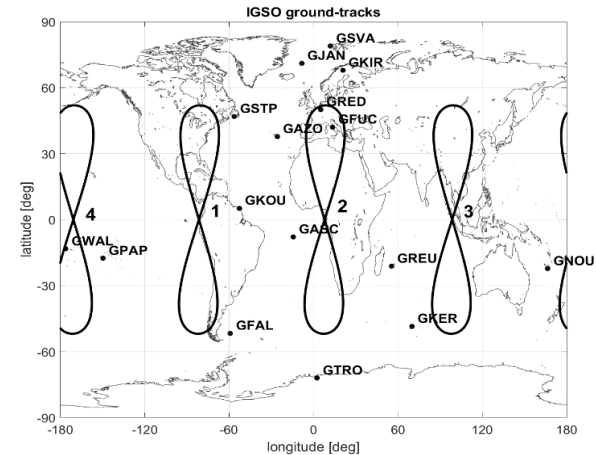 IGSO ground-tracks
90
GSVA
GJAN
GKIR
60
GRED
GSTP
GFUC
GAZO
30
GKOU
2
1
3
4
0
GWAL
GASC
GPAP
GREU
GNOU
-30
GKER
GFAL
-60
GTRO
-90
-180
-120
-60
0
60
120
180
latitude [deg]
longitude [deg]